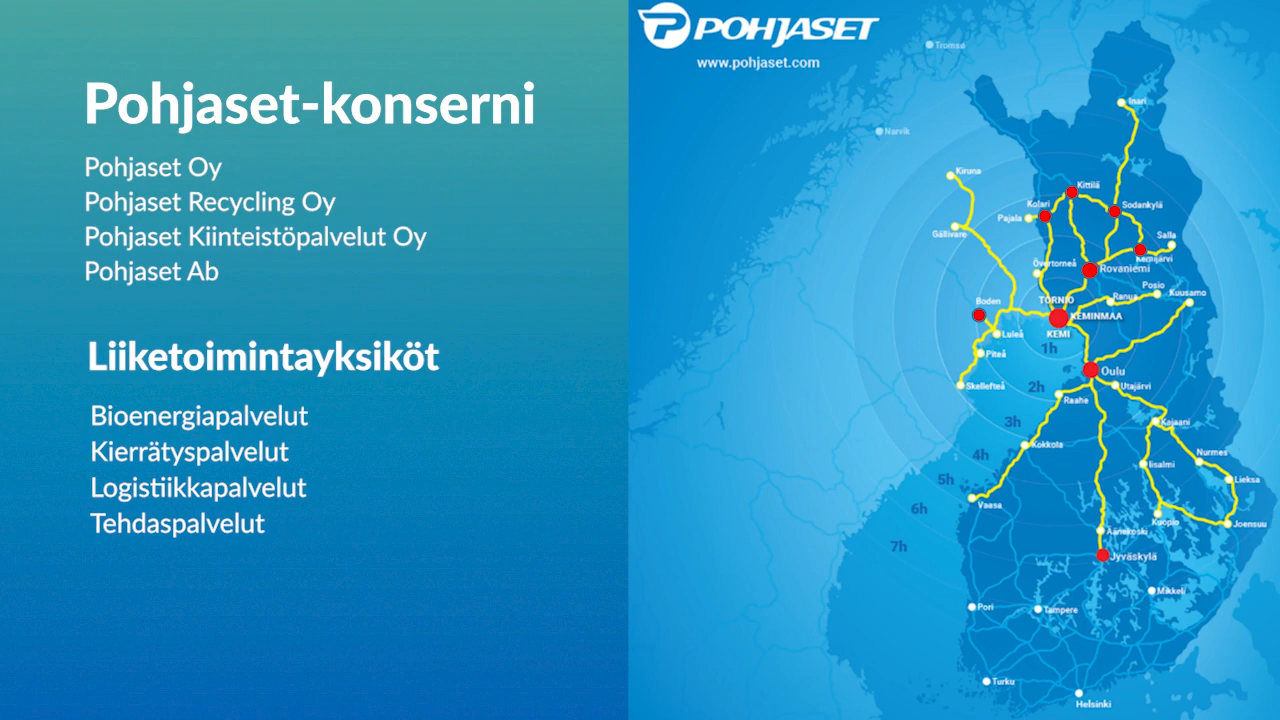 Pohjaset-konserni
Pohjaset Oy
Pohjaset Recycling Oy
Pohjaset Kiinteistöpalvelut Oy
Pohjaset Ab
Liiketoimintayksiköt
Bioenergiapalvelut
Kierrätyspalvelut
Logistiikkapalvelut
Tehdaspalvelut
POHJASET
www.pohjaset.com
Tromsø
Inari
Narvik
Kiruna
Kittilä
Kolari
Sodankylä
Pajala
Gällivare
Salla
Kemijärvi
Övertorneå
Rovaniemi
Posio
Kuusamo
Ranua
Boden
TORNIO
KEMINMAA
Luleå
KEMI
1h
Piteå
Oulu
Skellefteå
2h
Utajärvi
Raahe
3h
Kajaani
Kokkola
4h
Nurmes
Iisalmi
5h
Lieksa
Vaasa
6h
Kuopio
Joensuu
Äänekoski
7h
Jyväskylä
Mikkeli
Pori
Tampere
Turku
Helsinki